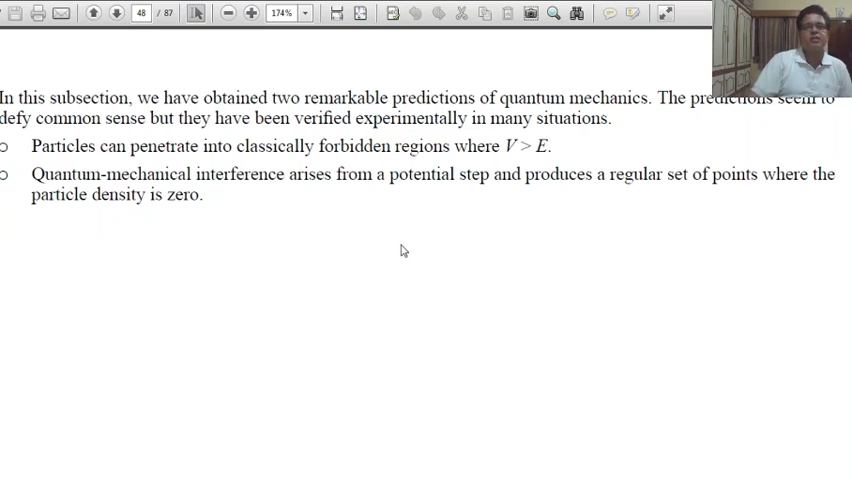 48 / 87 174%
In this subsection, we have obtained two remarkable predictions of quantum mechanics. The predictions seem to
defy common sense but they have been verified experimentally in many situations.
Particles can penetrate into classically forbidden regions where V > E.
Quantum-mechanical interference arises from a potential step and produces a regular set of points where the
particle density is zero.